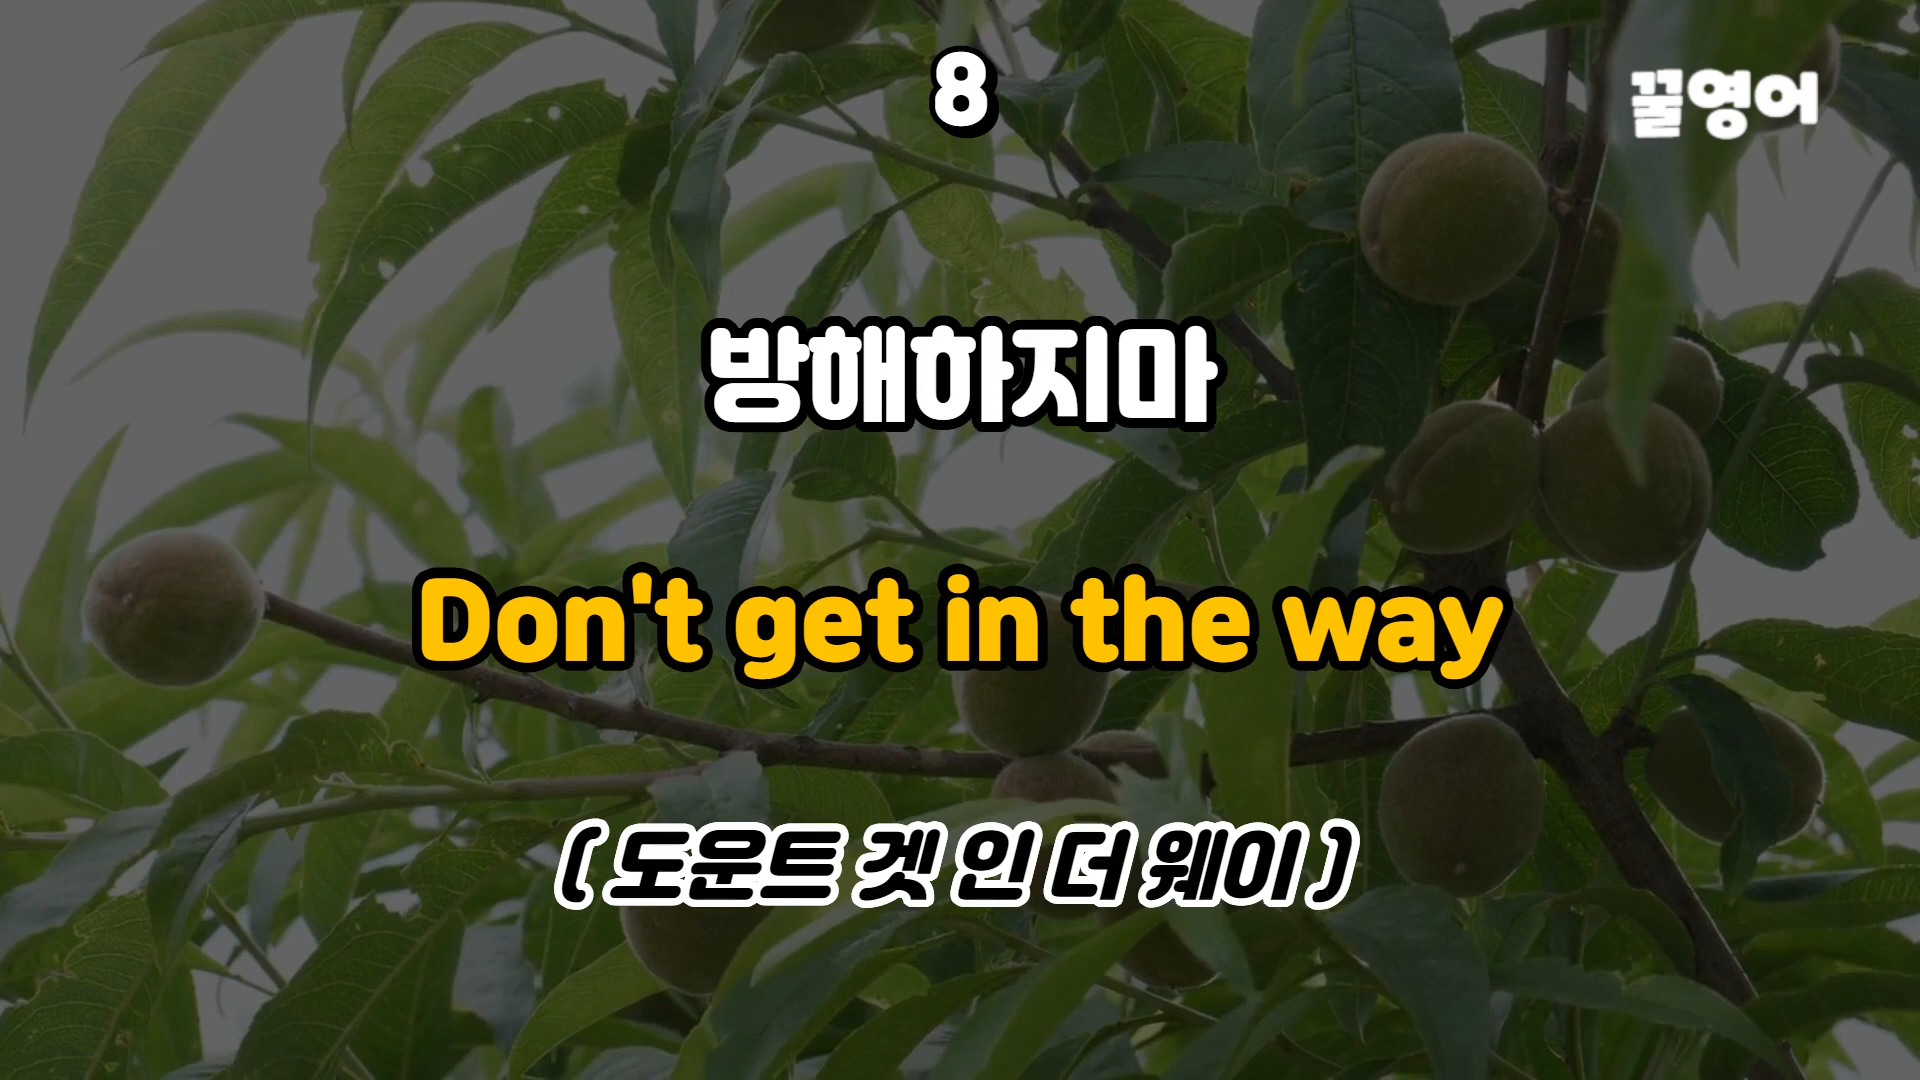 8
꿀영어
방해하지마
Don't get in the way
( 도운트 겟 인 더 웨이 )